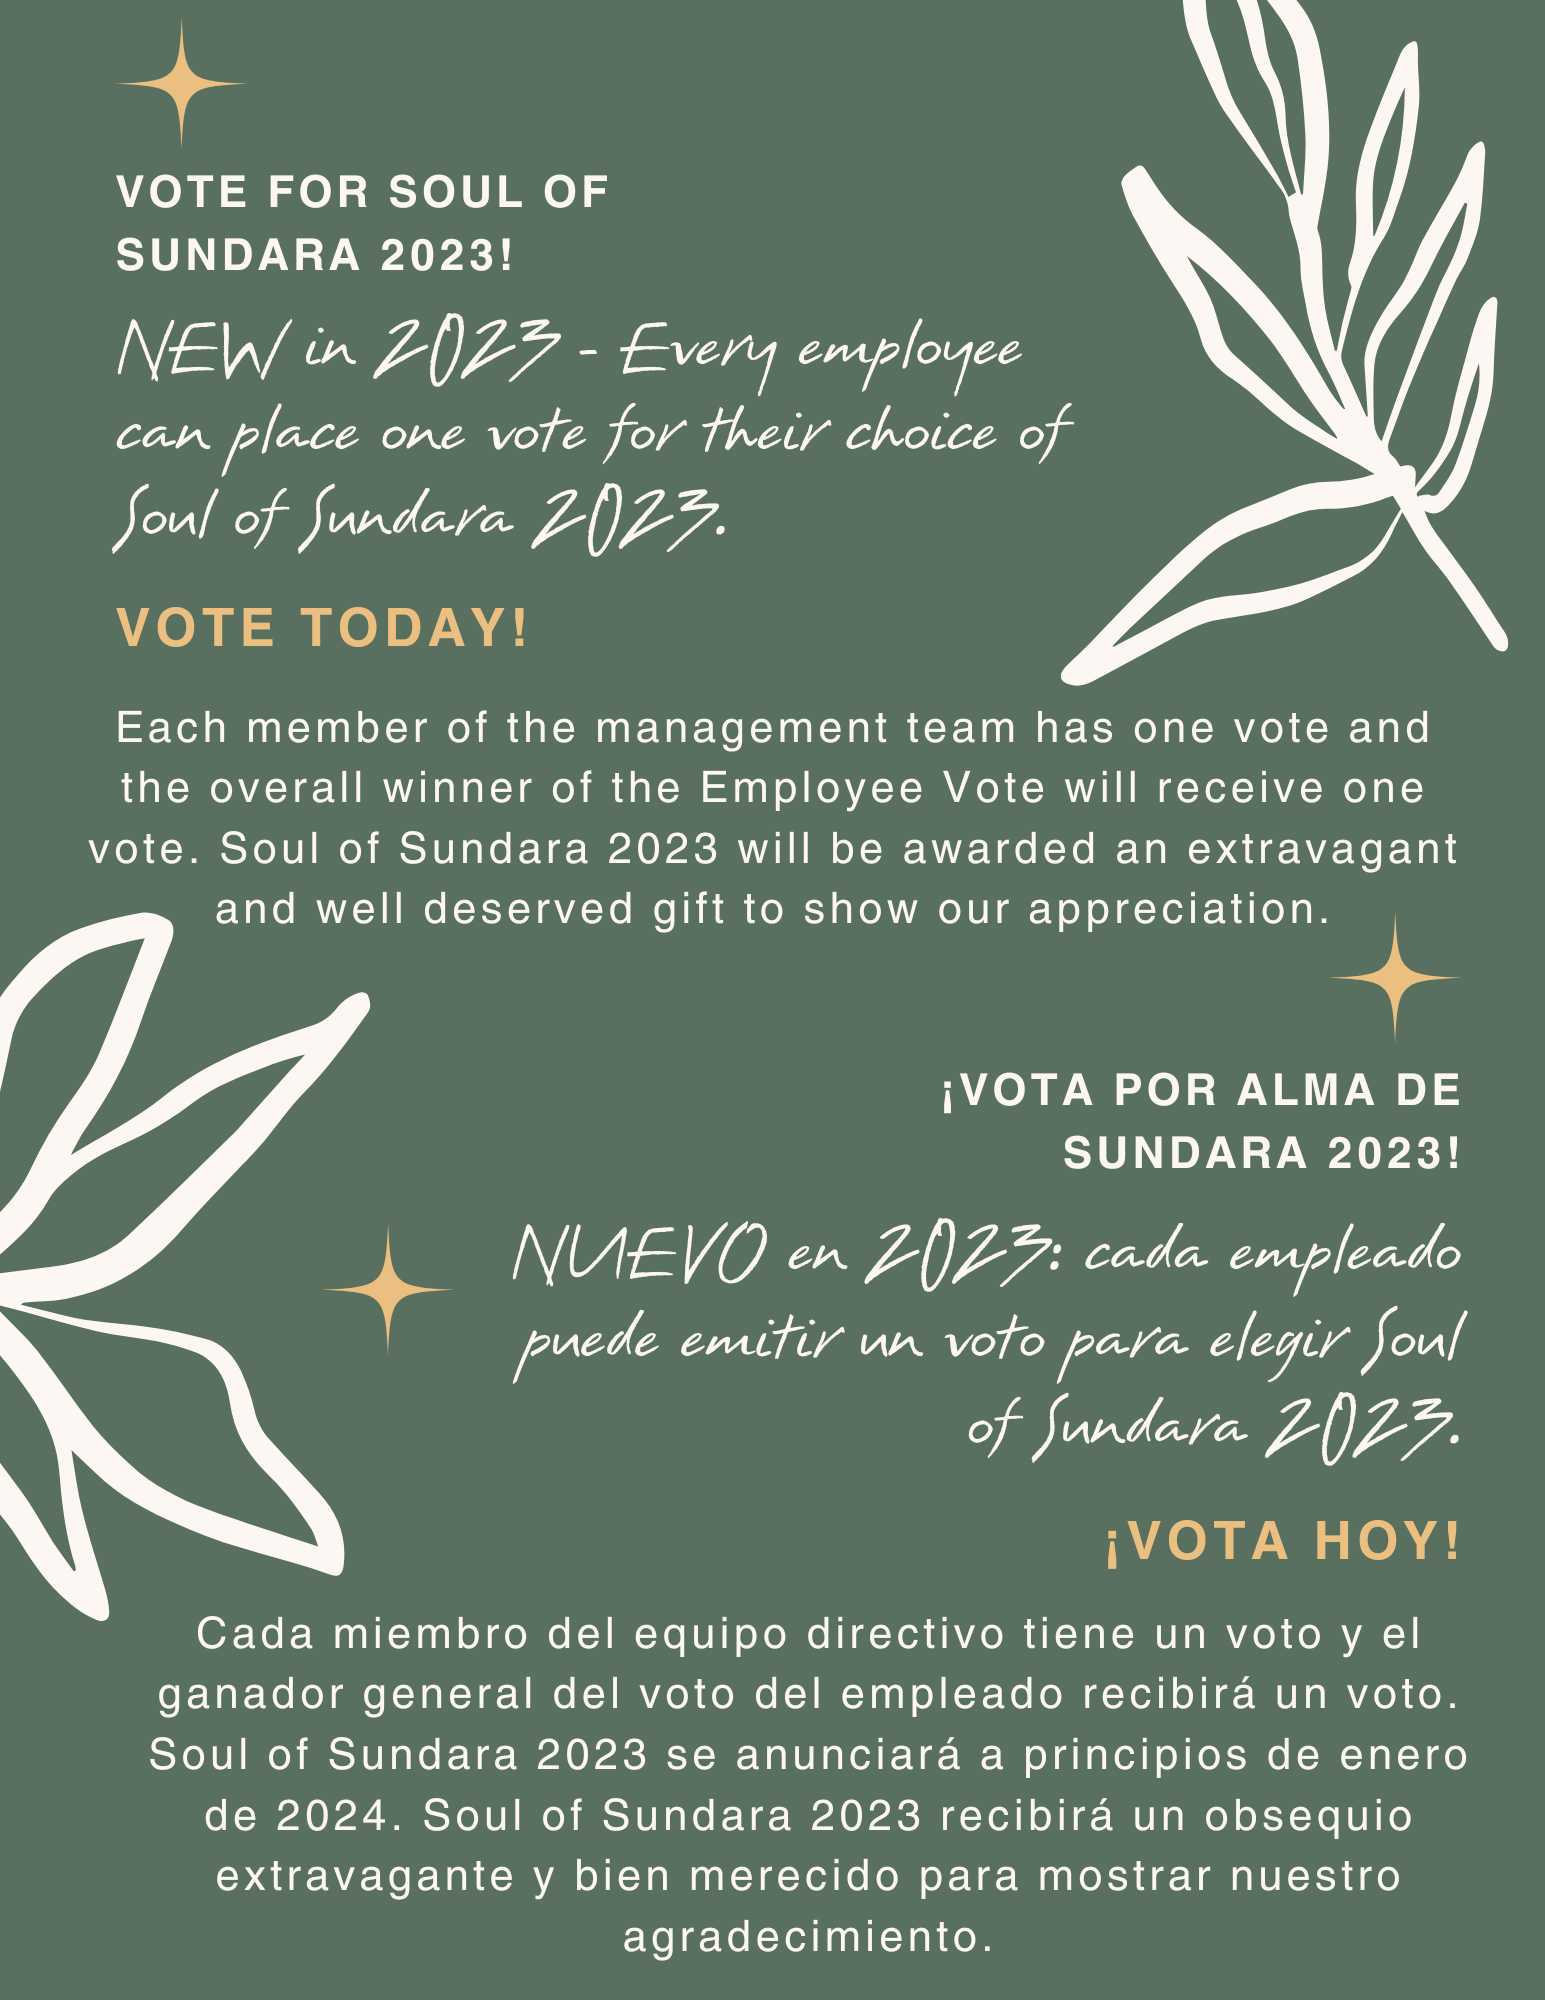 VOTE FOR SOUL OF
SUNDARA 2023!
NEW in 2023 - Every employee
can place one vote for their choice of
Soul of Sundara 2023.
VOTE TODAY!
Each member of the management team has one vote and
the overall winner of the Employee Vote will receive one
vote. Soul of Sundara 2023 will be awarded an extravagant
and well deserved gift to show our appreciation.
¡VOTA POR ALMA DE
SUNDARA 2023!
NUEVO en 2023: cada empleado
puede emitir un voto para elegir Soul
of Sundara 2023.
¡VOTA HOY!
Cada miembro del equipo directivo tiene un voto y el
ganador general del voto del empleado recibirá un voto.
Soul of Sundara 2023 se anunciará a principios de enero
de 2024. Soul of Sundara 2023 recibirá un obsequio
extravagante y bien merecido para mostrar nuestro
agradecimiento.